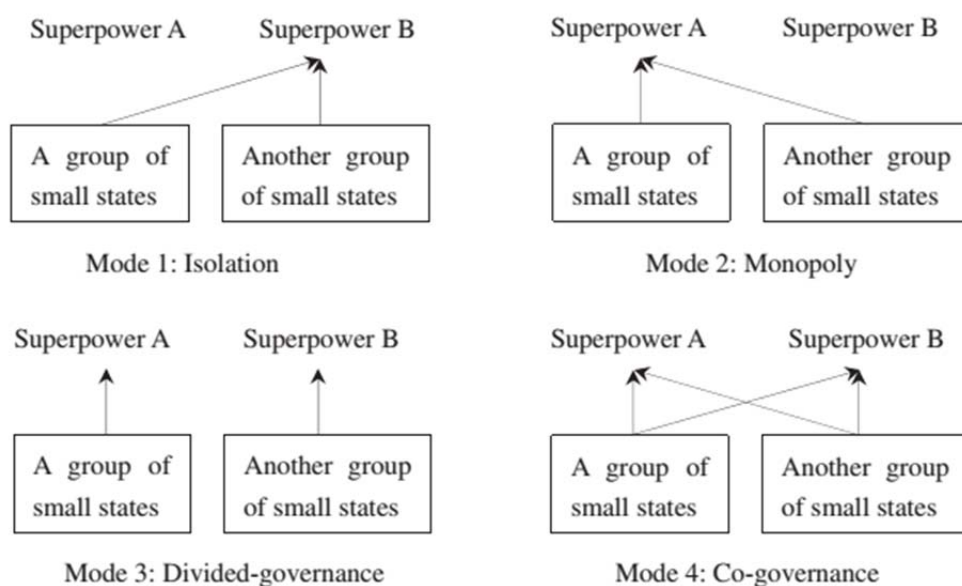 Superpower A Superpower B
A group of
small states
Another group
of small states
Mode 1: Isolation
Superpower A Superpower B
A group of
small states
Another group
of small states
Mode 2: Monopoly
Superpower A Superpower B
A group of
small states
Another group
of small states
Mode 3: Divided-governance
Superpower A Superpower B
A group of
small states
Another group
of small states
Mode 4: Co-governance